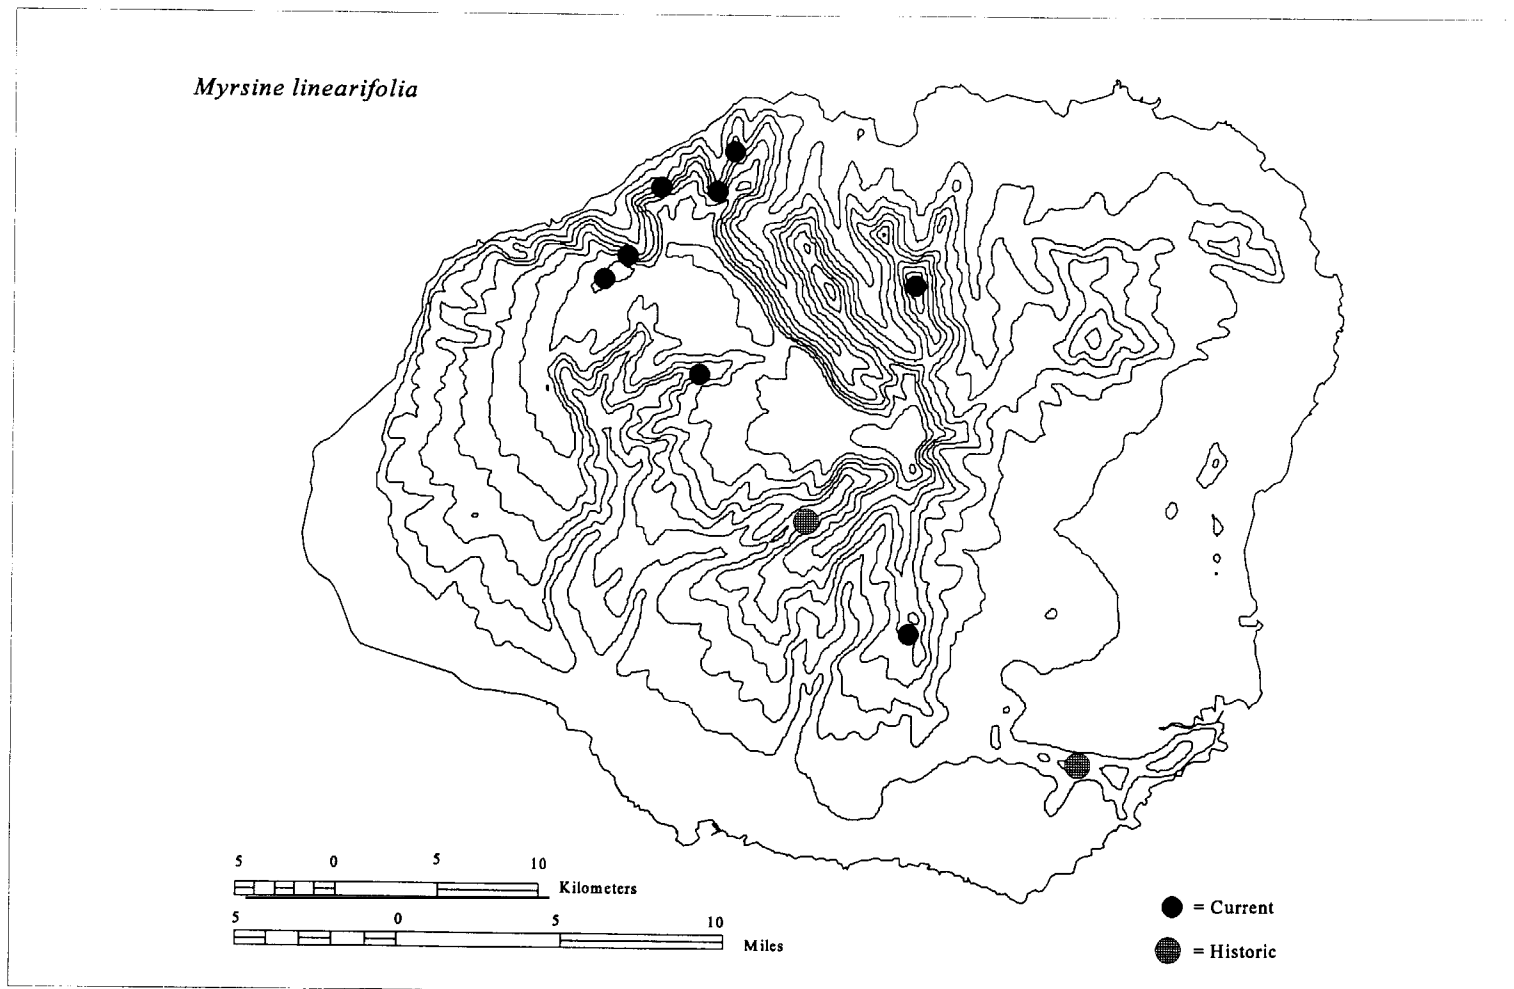 Myrsine linearifolia
5 0 5 10
Kilometers
5 0 5 10
Miles
= Current
= Historic